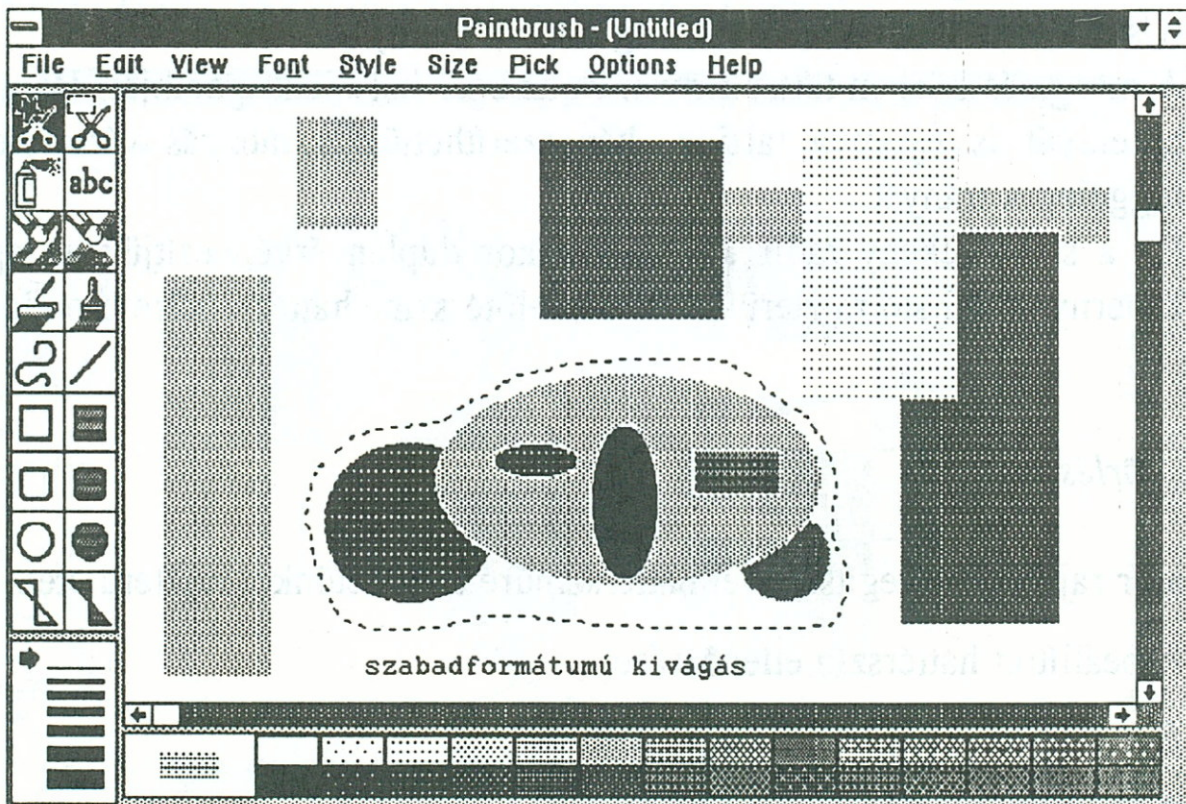 Paintbrush - (Untitled)
File Edit View Font Style Size Pick Options Help
abc
szabadformátumú kivágás